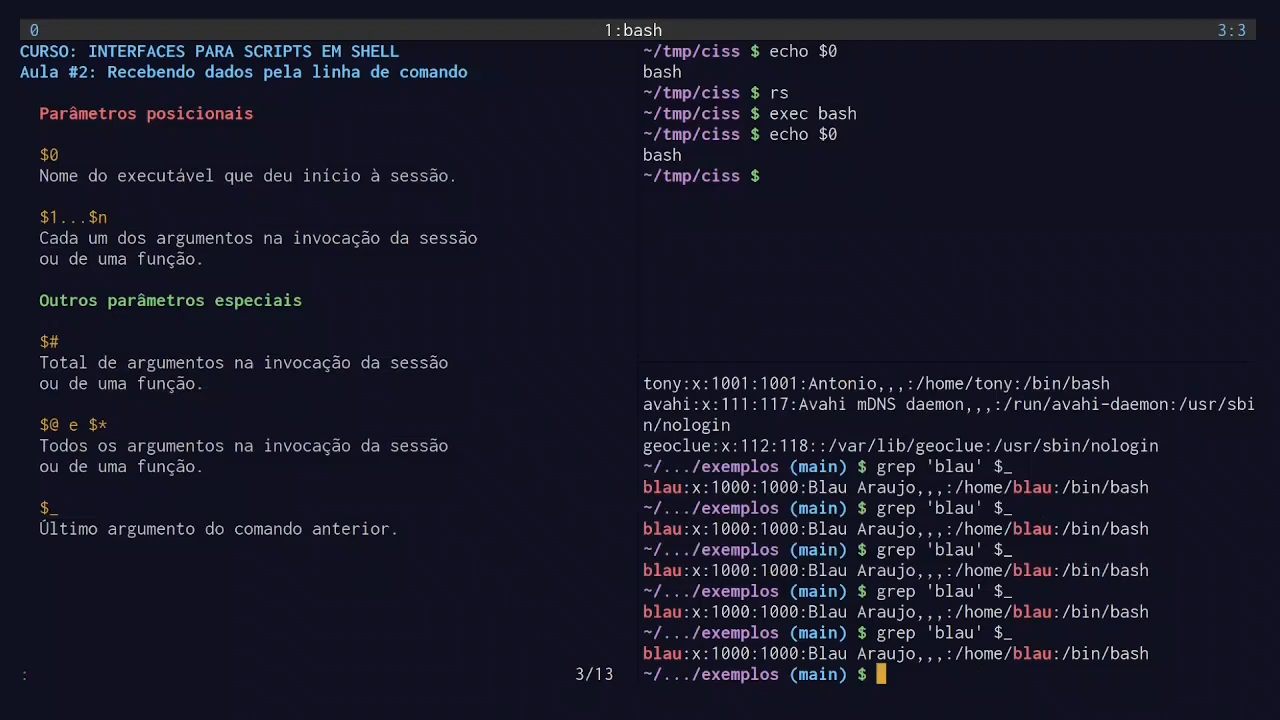 0 1:bash 3:3
CURSO: INTERFACES PARA SCRIPTS EM SHELL
Aula #2: Recebendo dados pela linha de comando
Parâmetros posicionais
$0
Nome do executável que deu início à sessão.
$1...$n
Cada um dos argumentos na invocação da sessão
ou de uma função.
Outros parâmetros especiais
$#
Total de argumentos na invocação da sessão
ou de uma função.
$@ e $*
Todos os argumentos na invocação da sessão
ou de uma função.
$_
Último argumento do comando anterior.
: 3/13
~/tmp/ciss $ echo $0
bash
~/tmp/ciss $ rs
~/tmp/ciss $ exec bash
~/tmp/ciss $ echo $0
bash
~/tmp/ciss $
tony:x:1001:1001:Antonio,,,:/home/tony:/bin/bash
avahi:x:111:117:Avahi mDNS daemon,,,:/run/avahi-daemon:/usr/sbi
n/nologin
geoclue:x:112:118::/var/lib/geoclue:/usr/sbin/nologin
~/.../exemplos (main) $ grep 'blau' $_
blau:x:1000:1000:Blau Araujo,,,:/home/blau:/bin/bash
~/.../exemplos (main) $ grep 'blau' $_
blau:x:1000:1000:Blau Araujo,,,:/home/blau:/bin/bash
~/.../exemplos (main) $ grep 'blau' $_
blau:x:1000:1000:Blau Araujo,,,:/home/blau:/bin/bash
~/.../exemplos (main) $ grep 'blau' $_
blau:x:1000:1000:Blau Araujo,,,:/home/blau:/bin/bash
~/.../exemplos (main) $ grep 'blau' $_
blau:x:1000:1000:Blau Araujo,,,:/home/blau:/bin/bash
~/.../exemplos (main) $